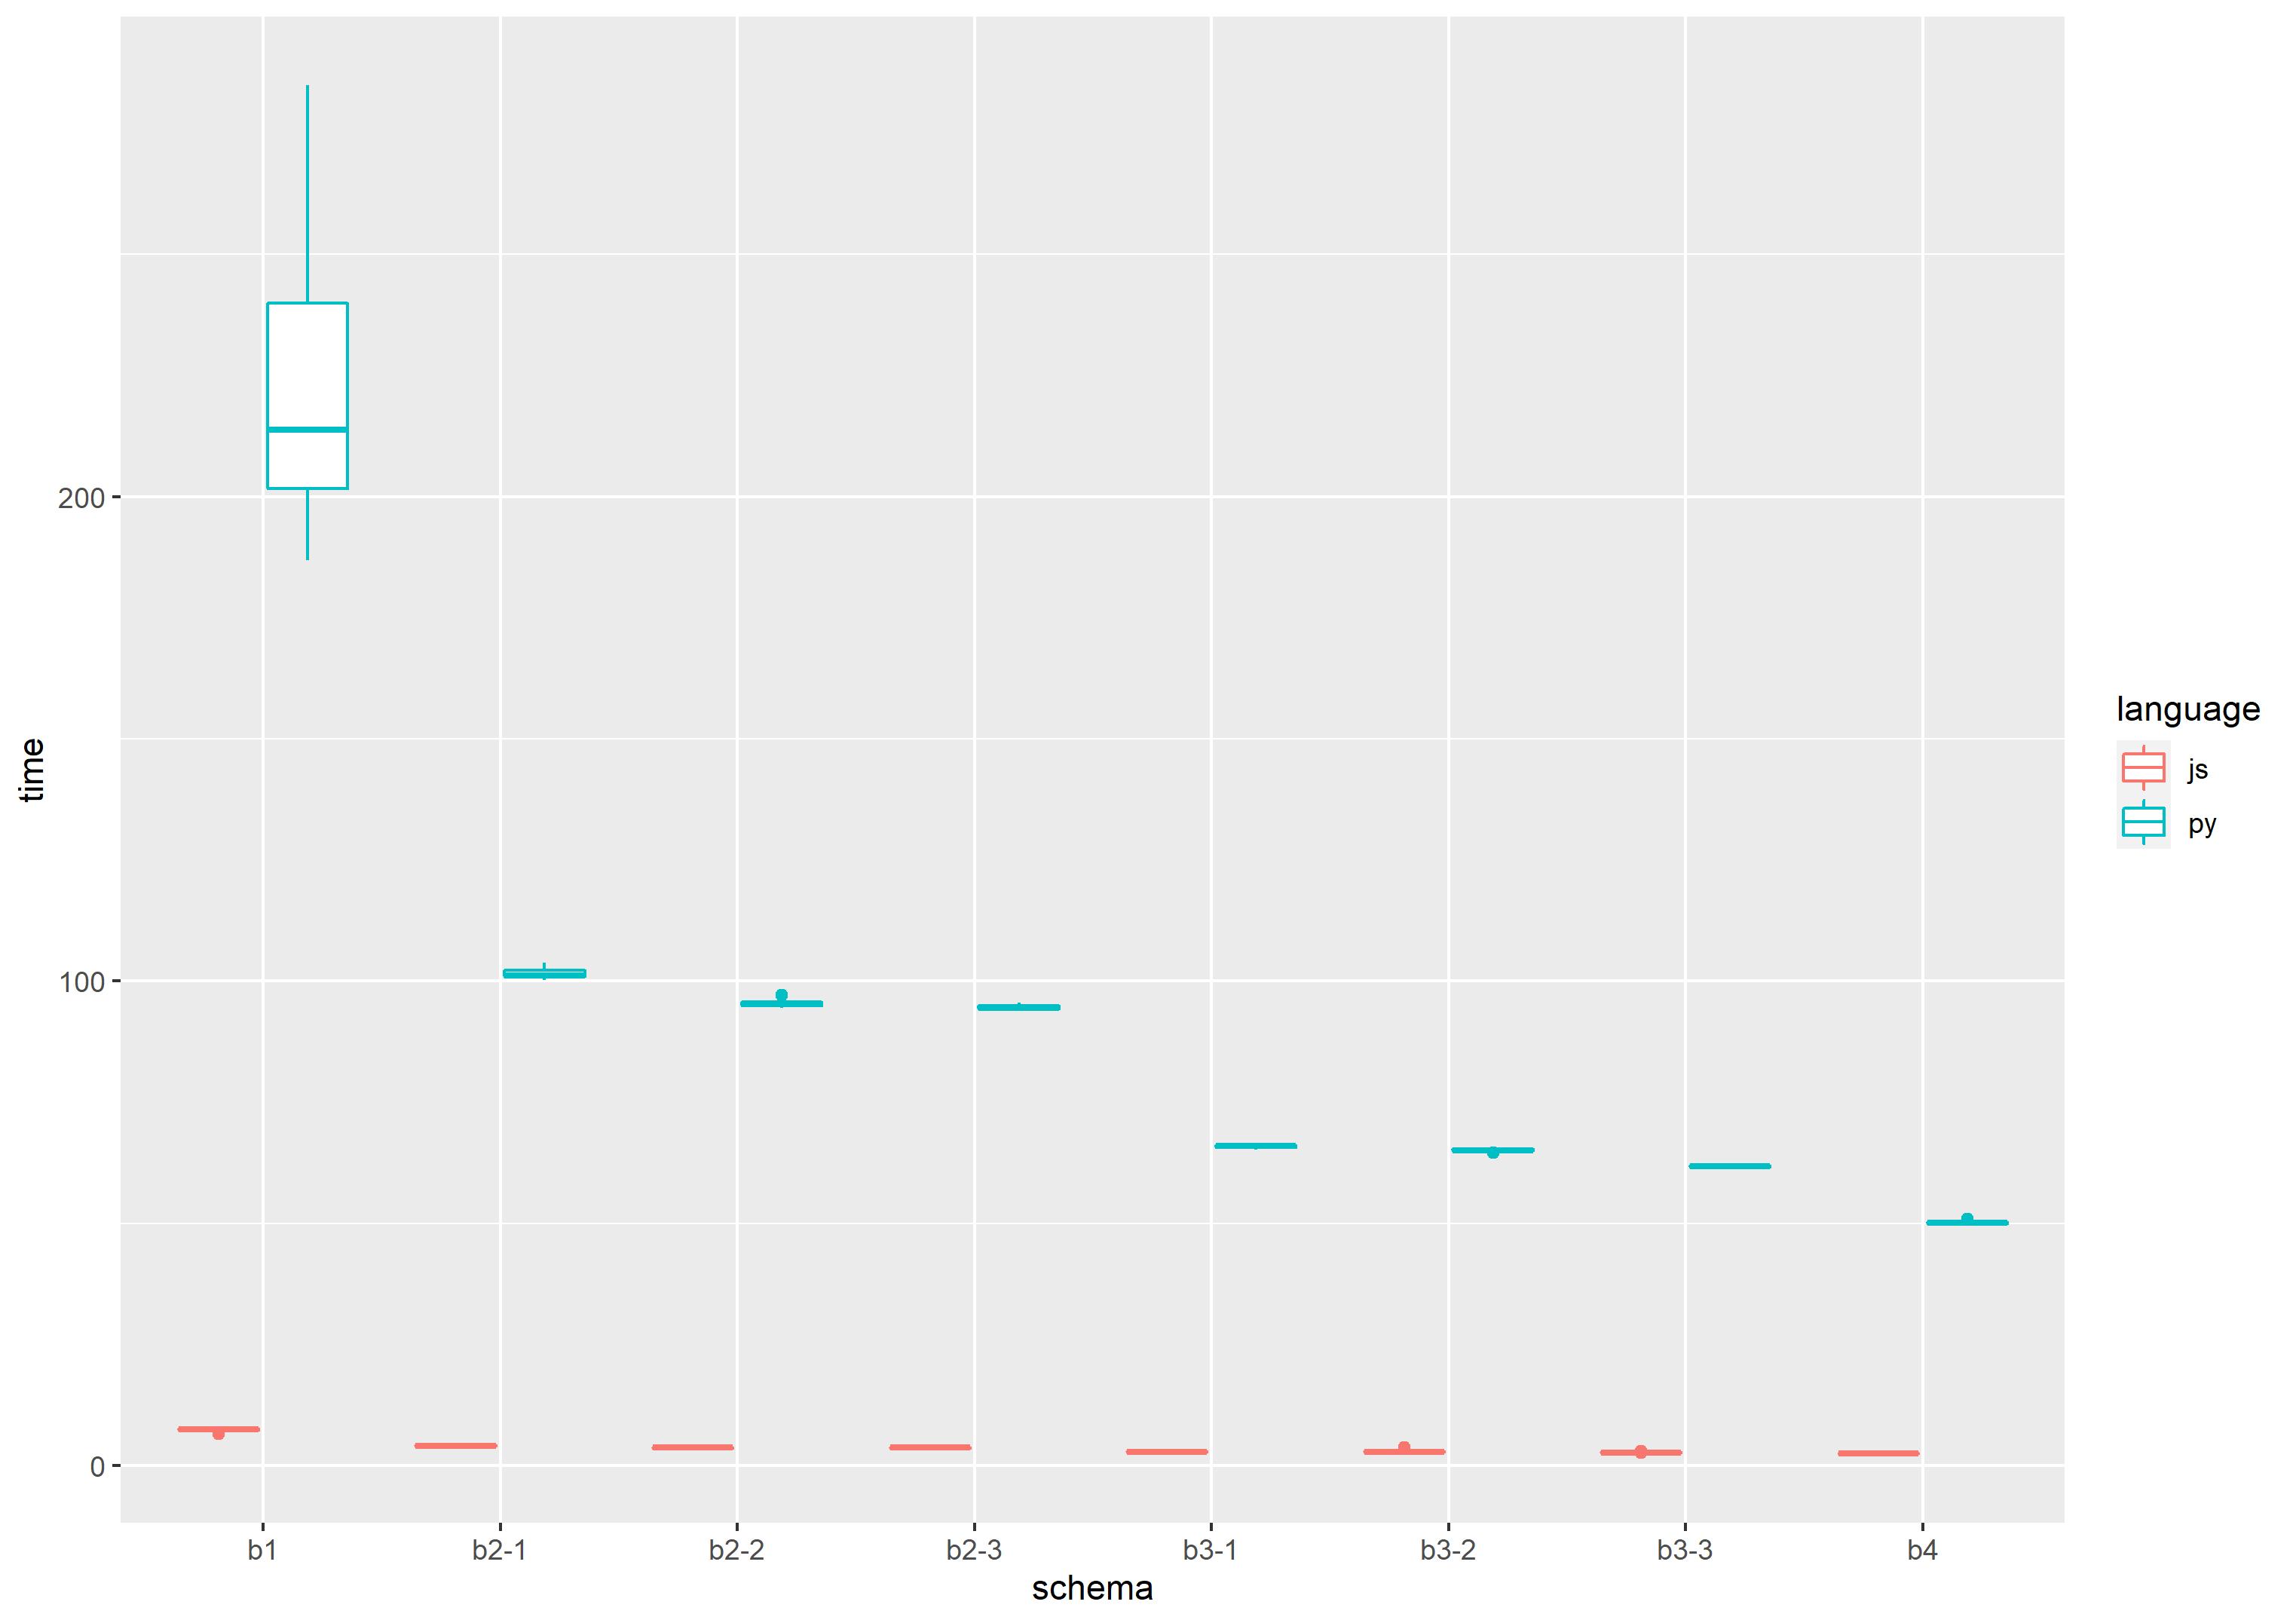 time
200
100
0
b1
b2-1
b2-2
b2-3
b3-1
b3-2
b3-3
b4
schema
language
js
py